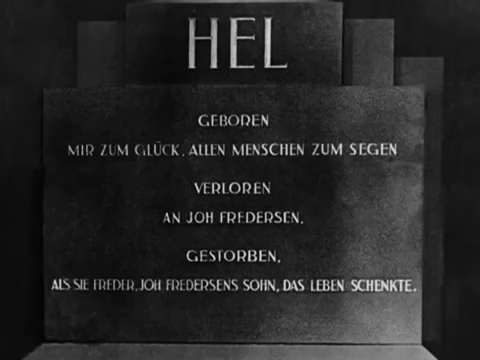 HEL
GEBOREN
MIR ZUM GLÜCK, ALLEN MENSCHEN ZUM SEGEN
VERLOREN
AN JOH FREDERSEN,
GESTORBEN,
ALS SIE FREDER, JOH FREDERSENS SOHN, DAS LEBEN SCHENKTE.